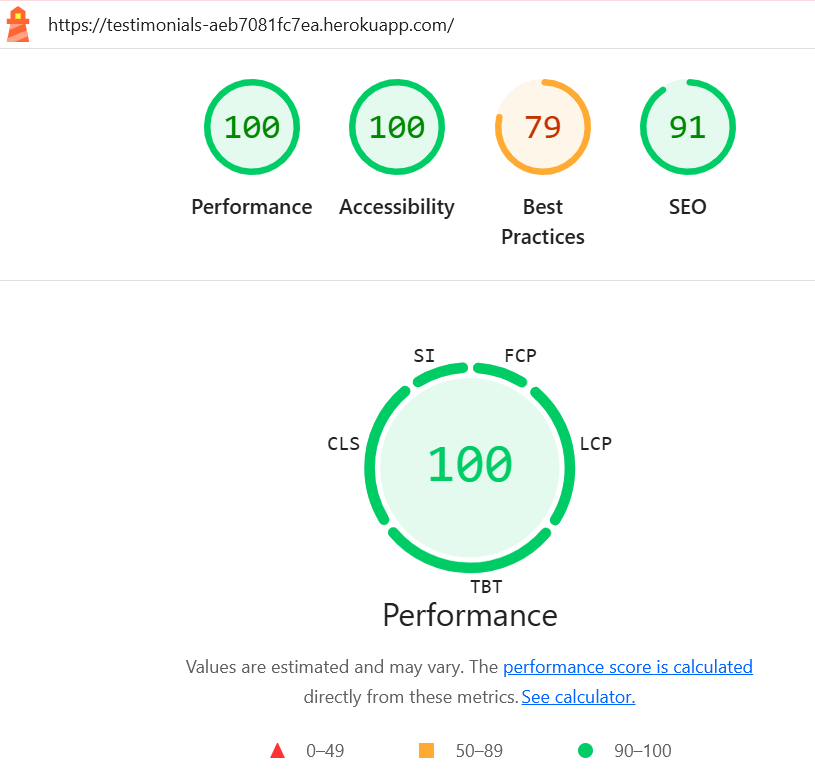 https://testimonials-aeb7081fc7ea.herokuapp.com/
100 100 79 91
Performance Accessibility Best Practices SEO
SI FCP
CLS LCP
100
TBT
Performance
Values are estimated and may vary. The performance score is calculated
directly from these metrics. See calculator.
0–49 50–89 90–100